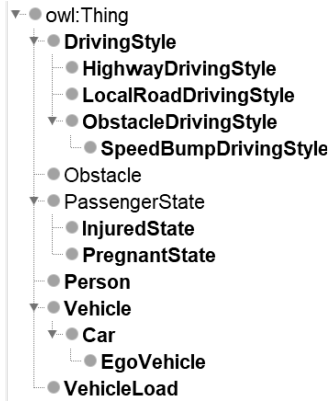 owl:Thing
DrivingStyle
HighwayDrivingStyle
LocalRoadDrivingStyle
ObstacleDrivingStyle
SpeedBumpDrivingStyle
Obstacle
PassengerState
InjuredState
PregnantState
Person
Vehicle
Car
EgoVehicle
VehicleLoad